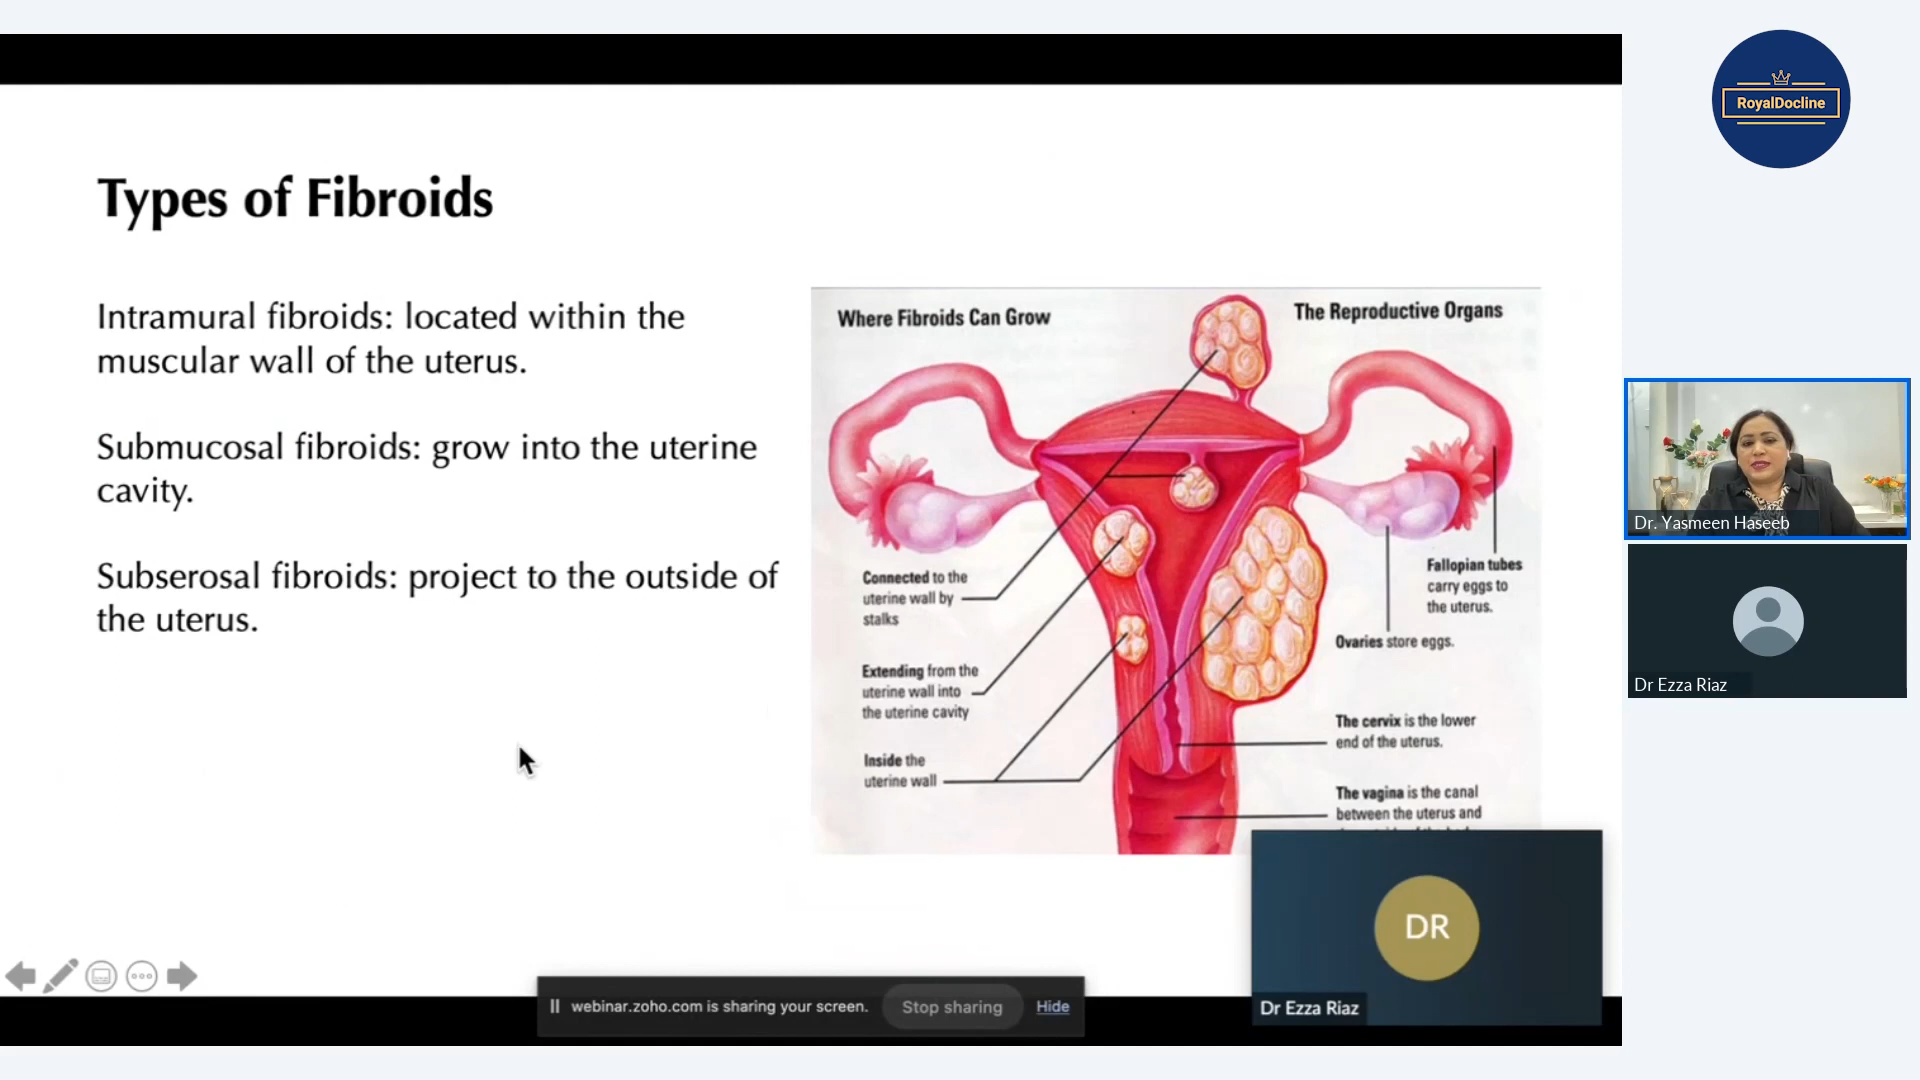 RoyalDocline
Types of Fibroids
Intramural fibroids: located within the
muscular wall of the uterus.
Submucosal fibroids: grow into the uterine
cavity.
Subserosal fibroids: project to the outside of
the uterus.
Where Fibroids Can Grow
The Reproductive Organs
Connected to the
uterine wall by
stalks
Extending from the
uterine wall into
the uterine cavity
Inside the
uterine wall
Fallopian tubes
carry eggs to
the uterus.
Ovaries store eggs.
The cervix is the lower
end of the uterus.
The vagina is the canal
between the uterus and
DR
Dr Ezza Riaz
webinar.zoho.com is sharing your screen.
Stop sharing
Hide
Dr. Yasmeen Haseeb
Dr Ezza Riaz